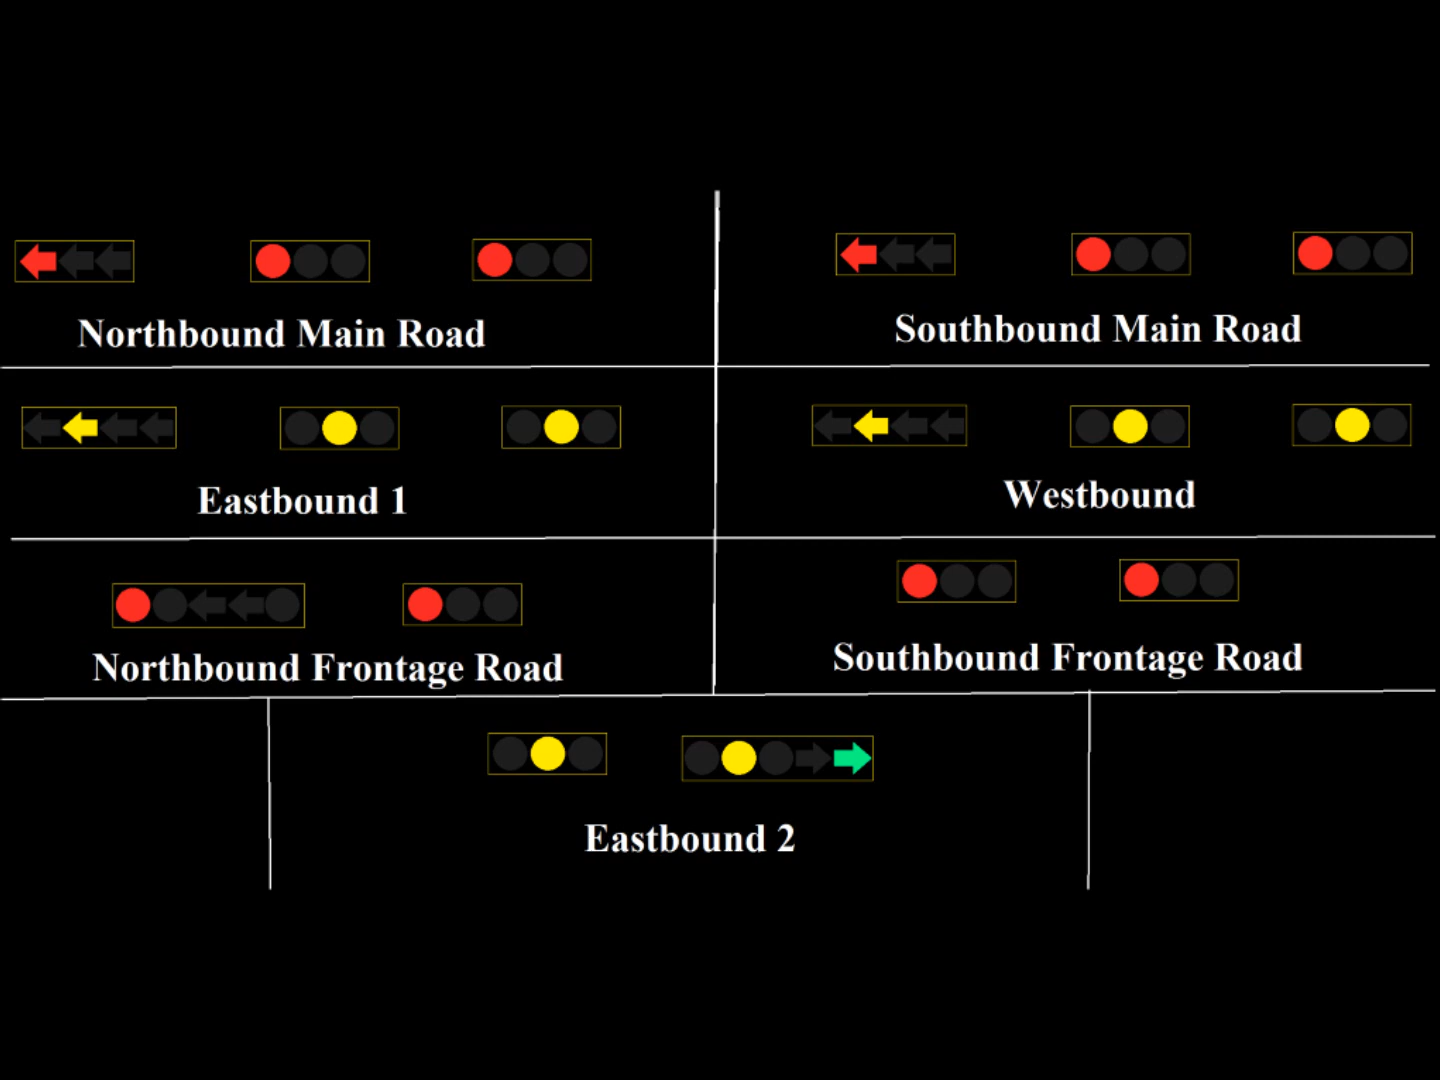 Northbound Main Road
Southbound Main Road
Eastbound 1
Westbound
Northbound Frontage Road
Southbound Frontage Road
Eastbound 2